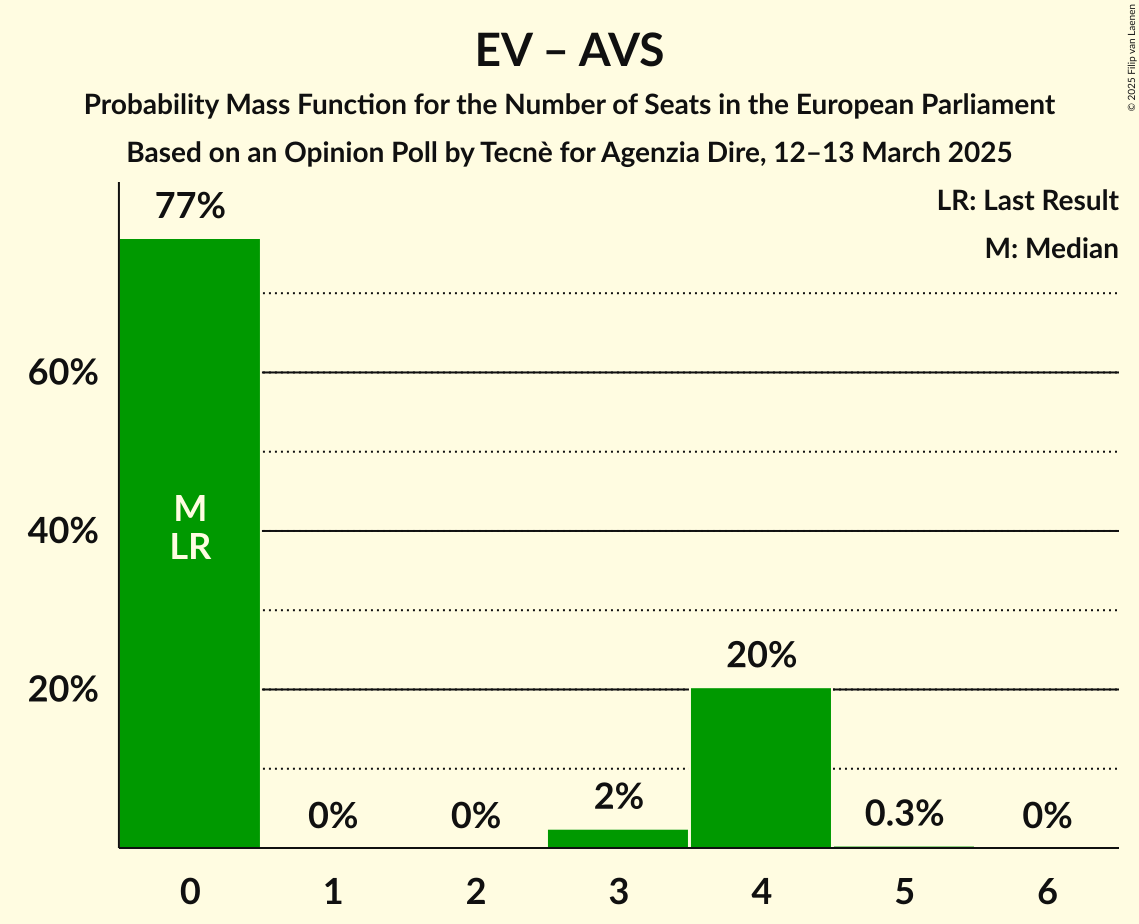 EV – AVS
Probability Mass Function for the Number of Seats in the European Parliament
Based on an Opinion Poll by Tecnè for Agenzia Dire, 12–13 March 2025
© 2025 Filip van Laenen
LR: Last Result
M: Median
77%
60%
40%
20%
M
LR
0%
0%
2%
20%
0.3%
0%
0
1
2
3
4
5
6